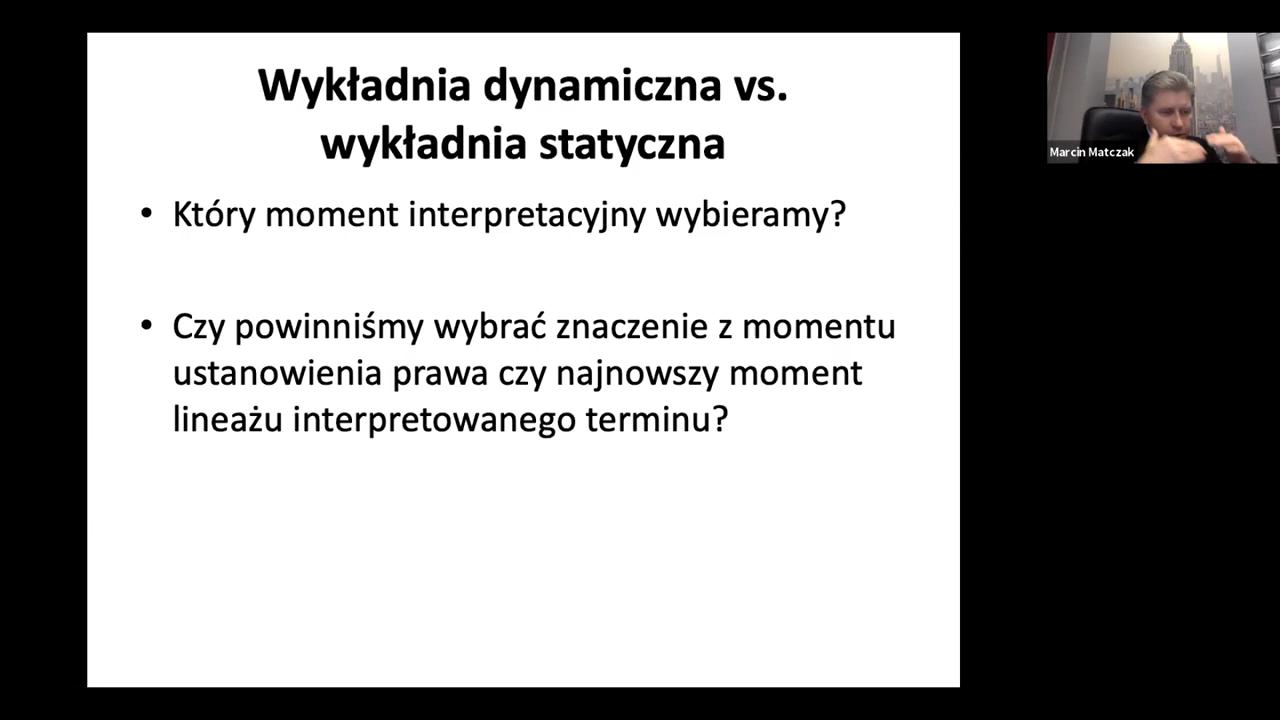 Wykładnia dynamiczna vs.
wykładnia statyczna
• Który moment interpretacyjny wybieramy?
• Czy powinniśmy wybrać znaczenie z momentu
ustanowienia prawa czy najnowszy moment
lineażu interpretowanego terminu?
Marcin Matczak